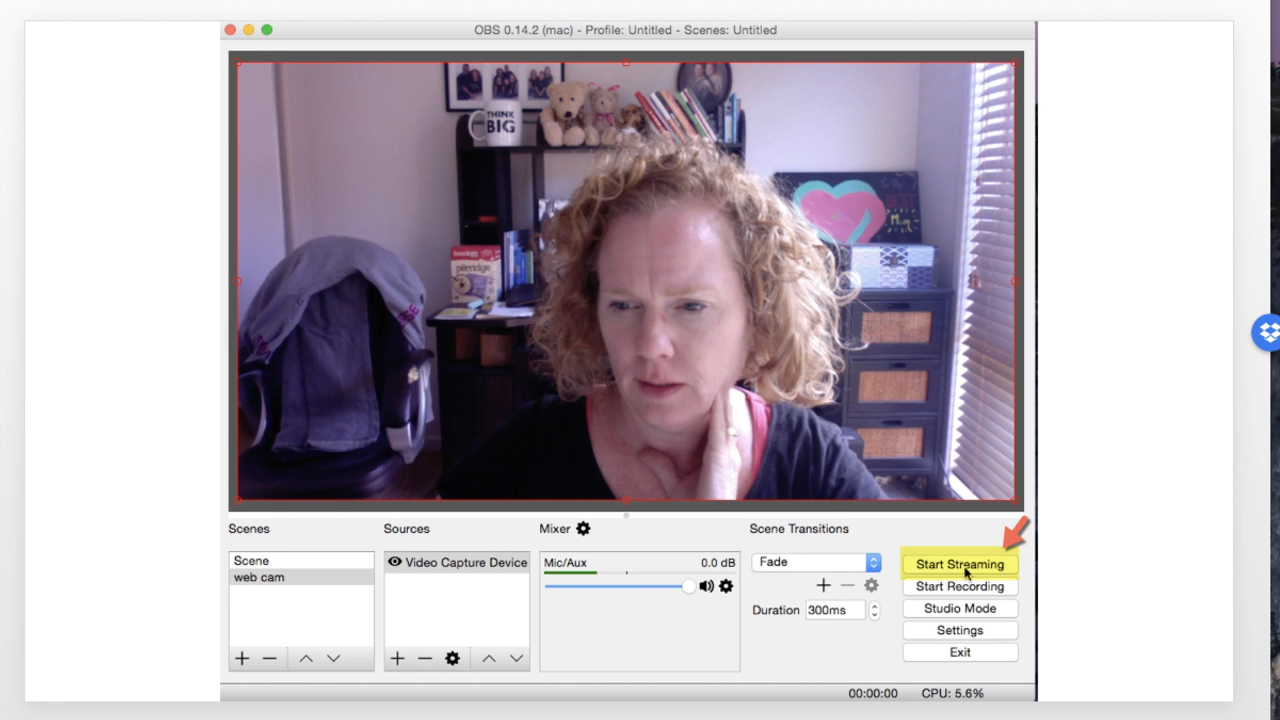 OBS 0.14.2 (mac) - Profile: Untitled - Scenes: Untitled
THINK
BIG
porridge
Scenes
Sources
Mixer
Scene Transitions
Scene
web cam
Video Capture Device
Mic/Aux
0.0 dB
Fade
Duration
300ms
Start Streaming
Start Recording
Studio Mode
Settings
Exit
00:00:00
CPU: 5.6%